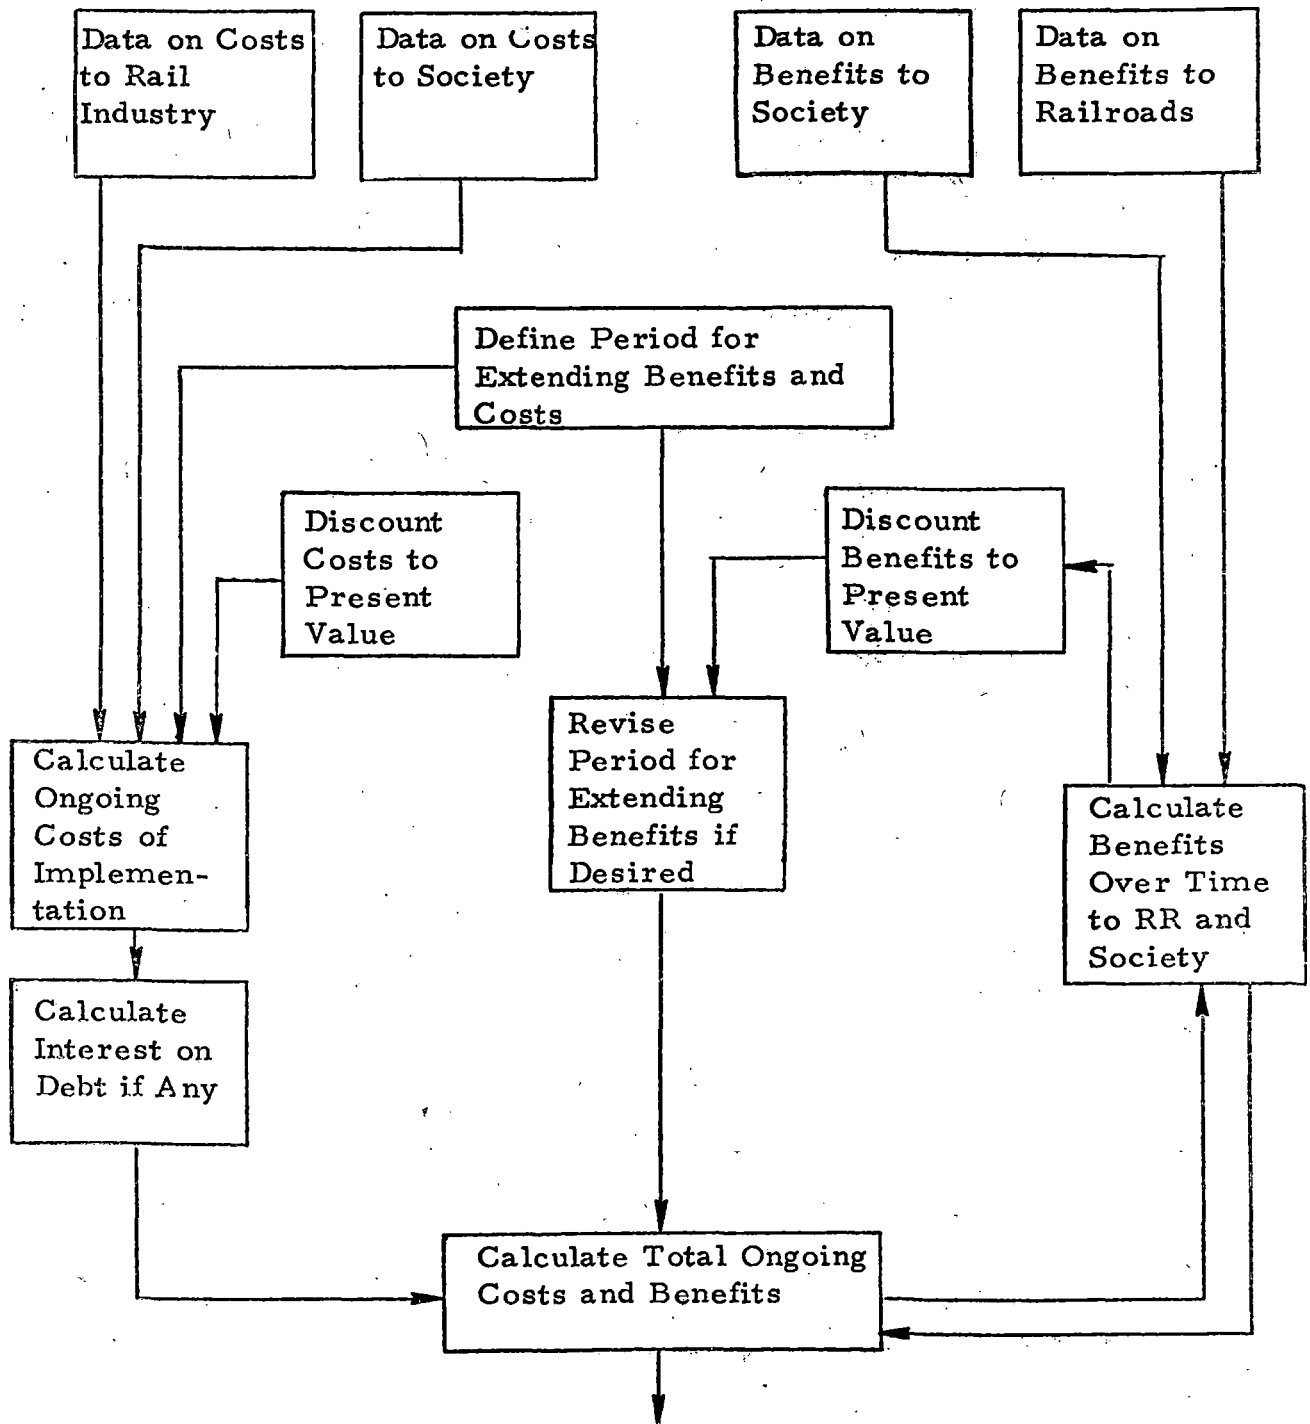 Data on Costs
to Rail
Industry
Data on Costs
to Society
Data on
Benefits to
Society
Data on
Benefits to
Railroads
Define Period for
Extending Benefits and
Costs
Discount
Costs to
Present
Value
Discount
Benefits to
Present
Value
Revise
Period for
Extending
Benefits if
Desired
Calculate
Ongoing
Costs of
Implemen-
tation
Calculate
Benefits
Over Time
to RR and
Society
Calculate
Interest on
Debt if Any
Calculate Total Ongoing
Costs and Benefits